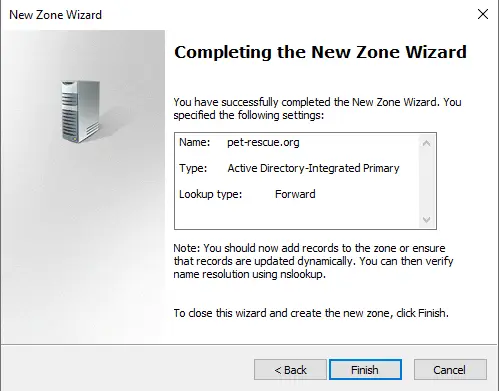 New Zone Wizard
Completing the New Zone Wizard
You have successfully completed the New Zone Wizard. You
specified the following settings:
Name: pet-rescue.org
Type: Active Directory-Integrated Primary
Lookup type: Forward
Note: You should now add records to the zone or ensure
that records are updated dynamically. You can then verify
name resolution using nslookup.
To close this wizard and create the new zone, click Finish.
< Back Finish Cancel